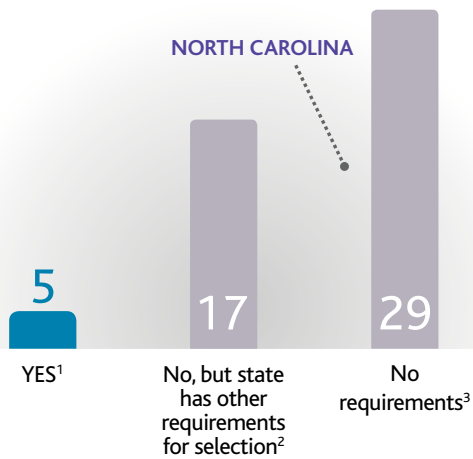 NORTH CAROLINA
5
17
29
YES¹
No, but state
has other
requirements
for selection²
No
requirements³